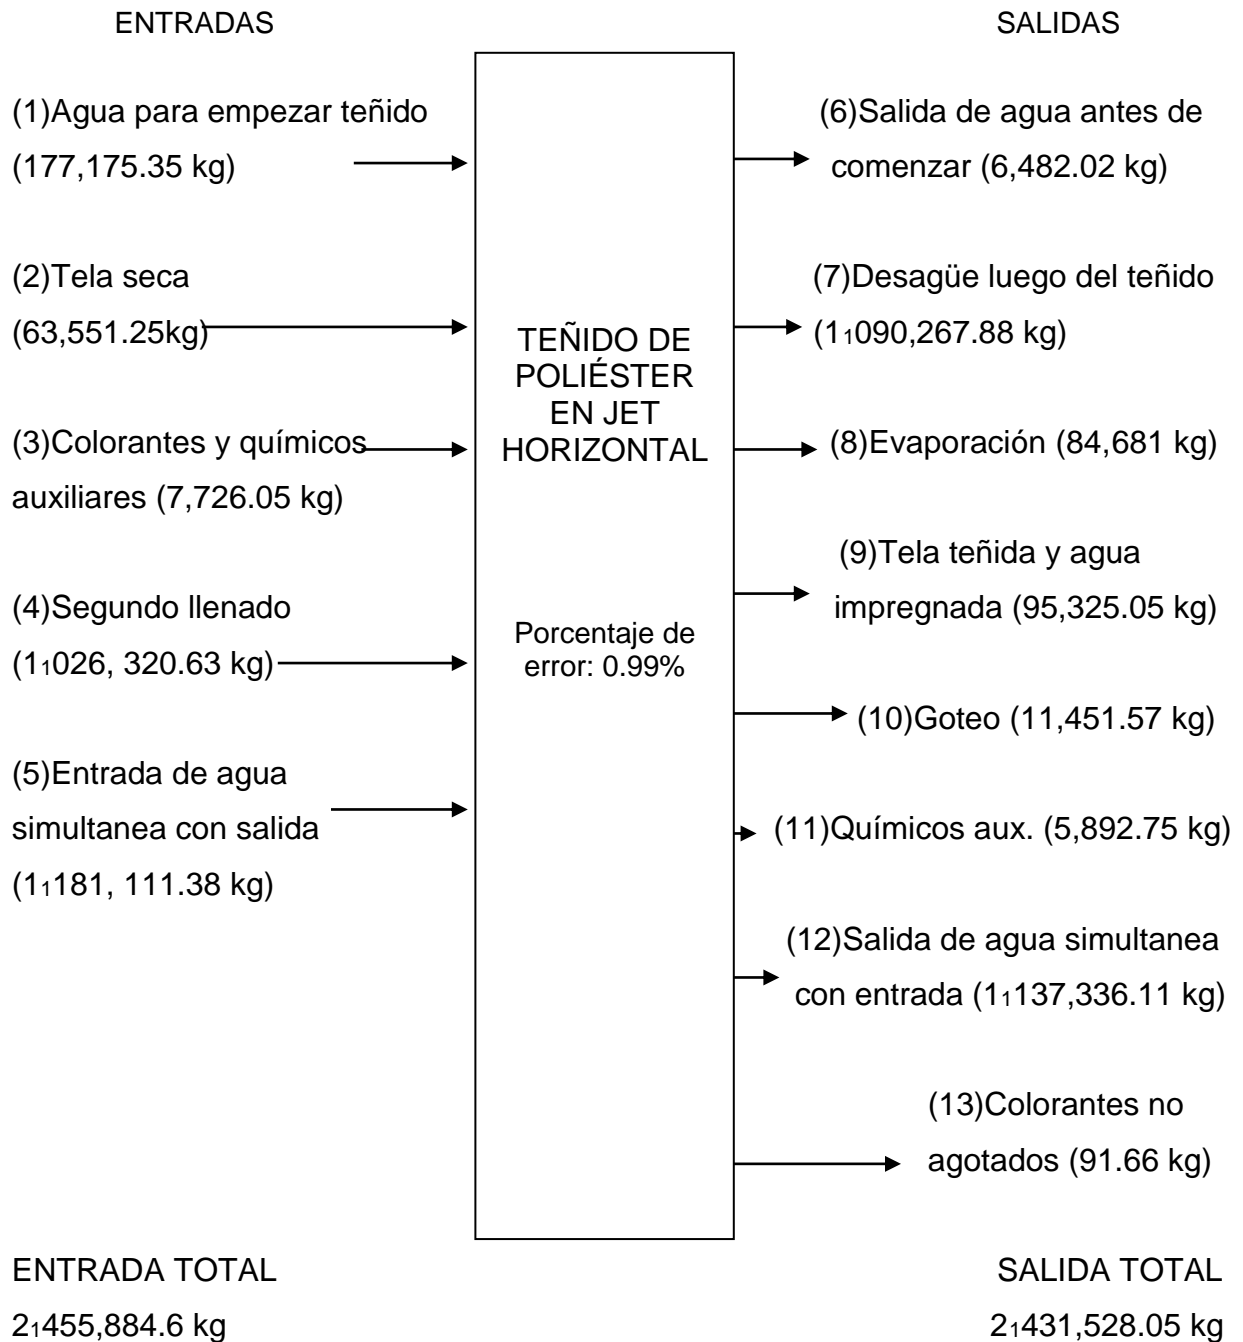 ENTRADAS
(1)Agua para empezar teñido
(177,175.35 kg)
(2)Tela seca
(63,551.25kg)
(3)Colorantes y químicos
auxiliares (7,726.05 kg)
(4)Segundo llenado
(1₁026, 320.63 kg)
(5)Entrada de agua
simultanea con salida
(1₁181, 111.38 kg)
TEÑIDO DE
POLIÉSTER
EN JET
HORIZONTAL
Porcentaje de
error: 0.99%
SALIDAS
(6)Salida de agua antes de
comenzar (6,482.02 kg)
(7)Desagüe luego del teñido
(1₁090,267.88 kg)
(8)Evaporación (84,681 kg)
(9)Tela teñida y agua
impregnada (95,325.05 kg)
(10)Goteo (11,451.57 kg)
(11)Químicos aux. (5,892.75 kg)
(12)Salida de agua simultanea
con entrada (1₁137,336.11 kg)
(13)Colorantes no
agotados (91.66 kg)
ENTRADA TOTAL
2₁455,884.6 kg
SALIDA TOTAL
2₁431,528.05 kg